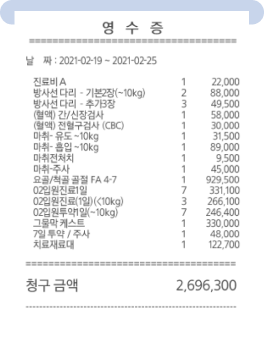 영 수 증
==================================
날 짜 : 2021-02-19 ~ 2021-02-25
진료비 A 1 22,000
방사선 다리 - 기본2장(~10kg) 2 88,000
방사선 다리 - 추가3장 3 49,500
(혈액) 간/신장검사 1 58,000
(혈액) 전혈구검사 (CBC) 1 30,000
마취- 유도 ~10kg 1 31,500
마취- 흡입 ~10kg 1 89,000
마취전처치 1 9,500
마취-주사 1 45,000
요골/척골 골절 FA 4-7 1 929,500
02입원진료1일 7 331,100
02입원진료(1일)(<10kg) 3 266,100
02입원투약1일(~10kg) 7 246,400
그물막 케스트 1 330,000
7일 투약 / 주사 1 48,000
치료재료대 1 122,700
==================================
청구 금액 2,696,300
----------------------------------